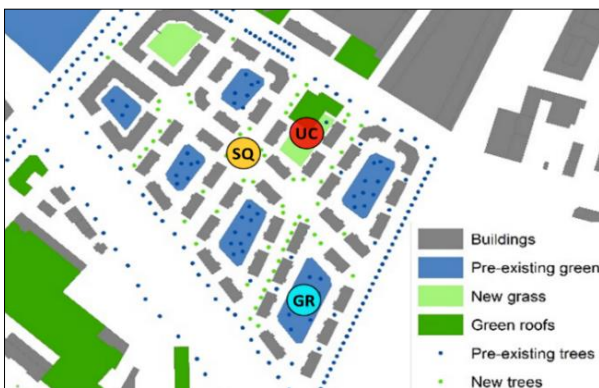 UC
SQ
GR
Buildings
Pre-existing green
New grass
Green roofs
Pre-existing trees
New trees